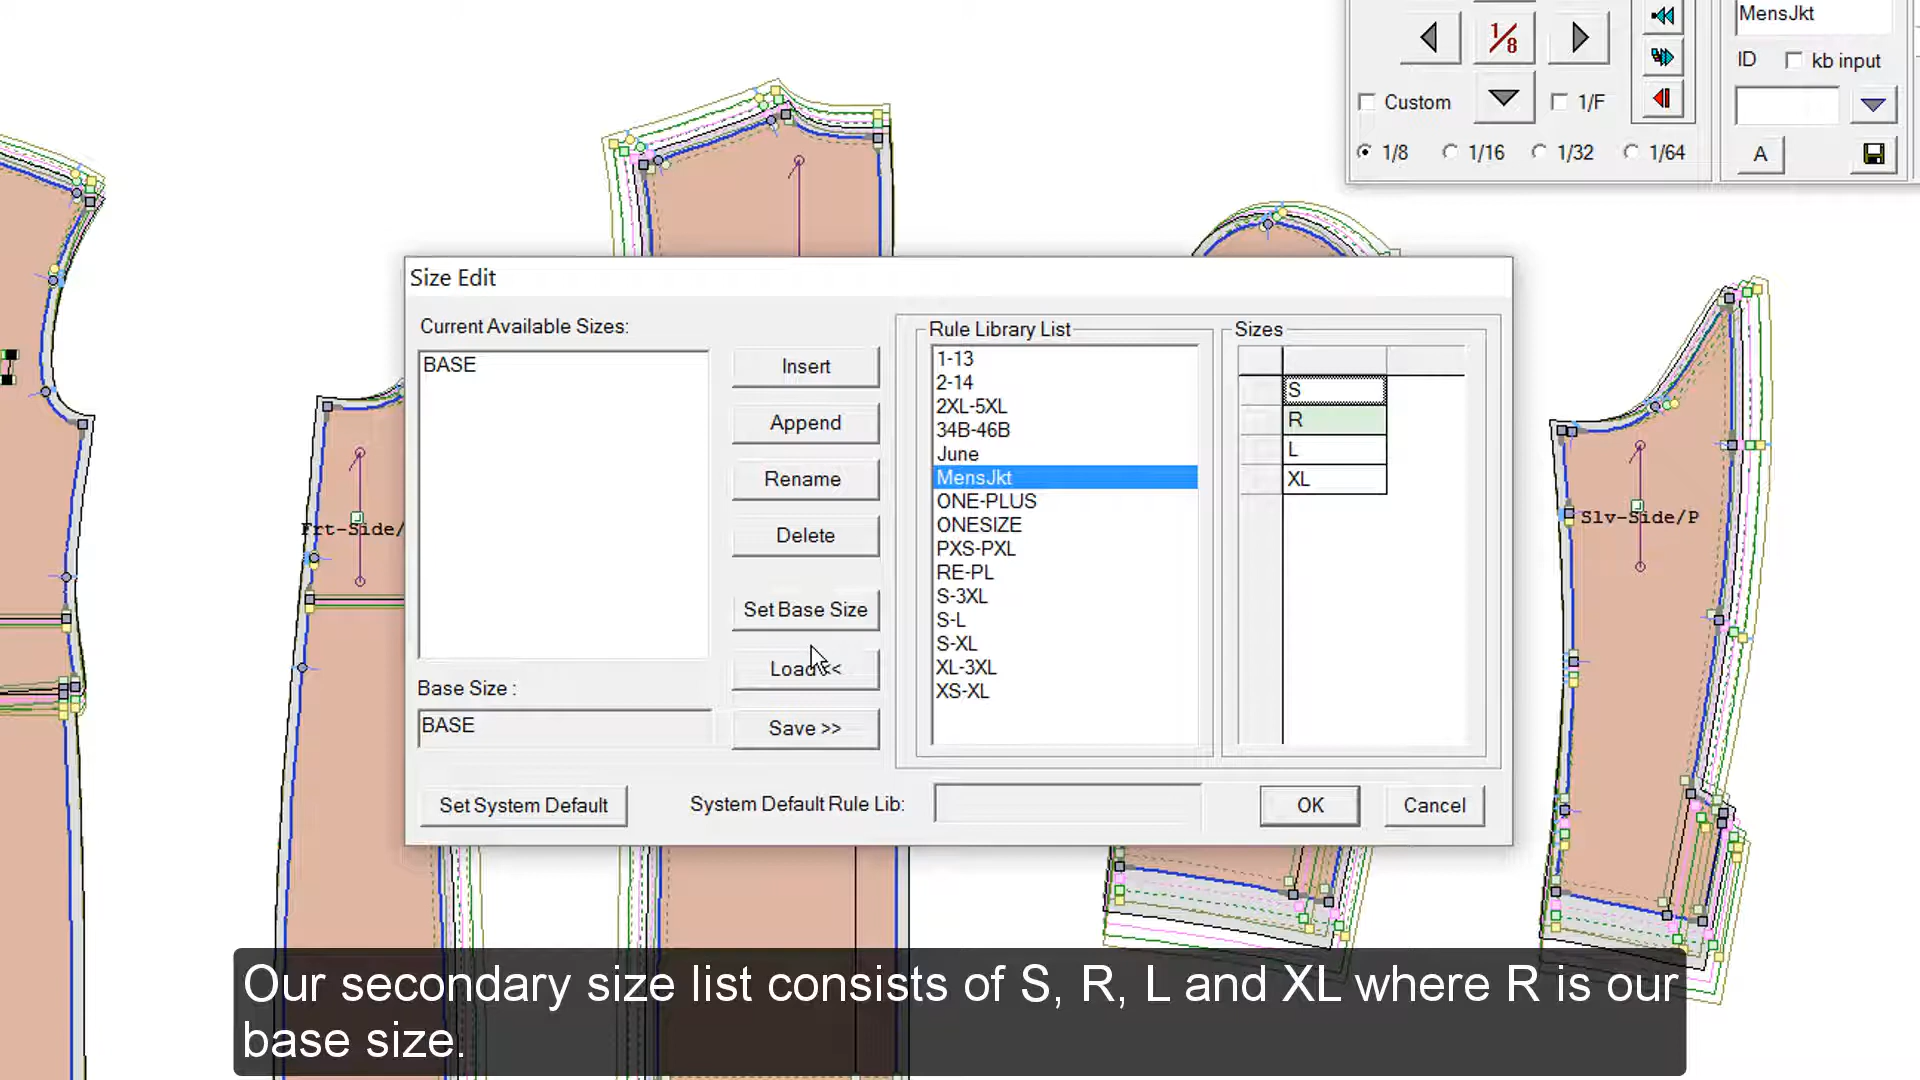 MensJkt
ID
kb input
1/8
Custom
1/F
1/8
1/16
1/32
1/64
A
Size Edit
Current Available Sizes:
BASE
Insert
Append
Rename
Delete
Set Base Size
Load <<
Save >>
Base Size :
BASE
Rule Library List
1-13
2-14
2XL-5XL
34B-46B
June
MensJkt
ONE-PLUS
ONESIZE
PXS-PXL
RE-PL
S-3XL
S-L
S-XL
XL-3XL
XS-XL
Sizes
S
R
L
XL
Set System Default
System Default Rule Lib:
OK
Cancel
Frt-Side/
Slv-Side/P
Our secondary size list consists of S, R, L and XL where R is our
base size.